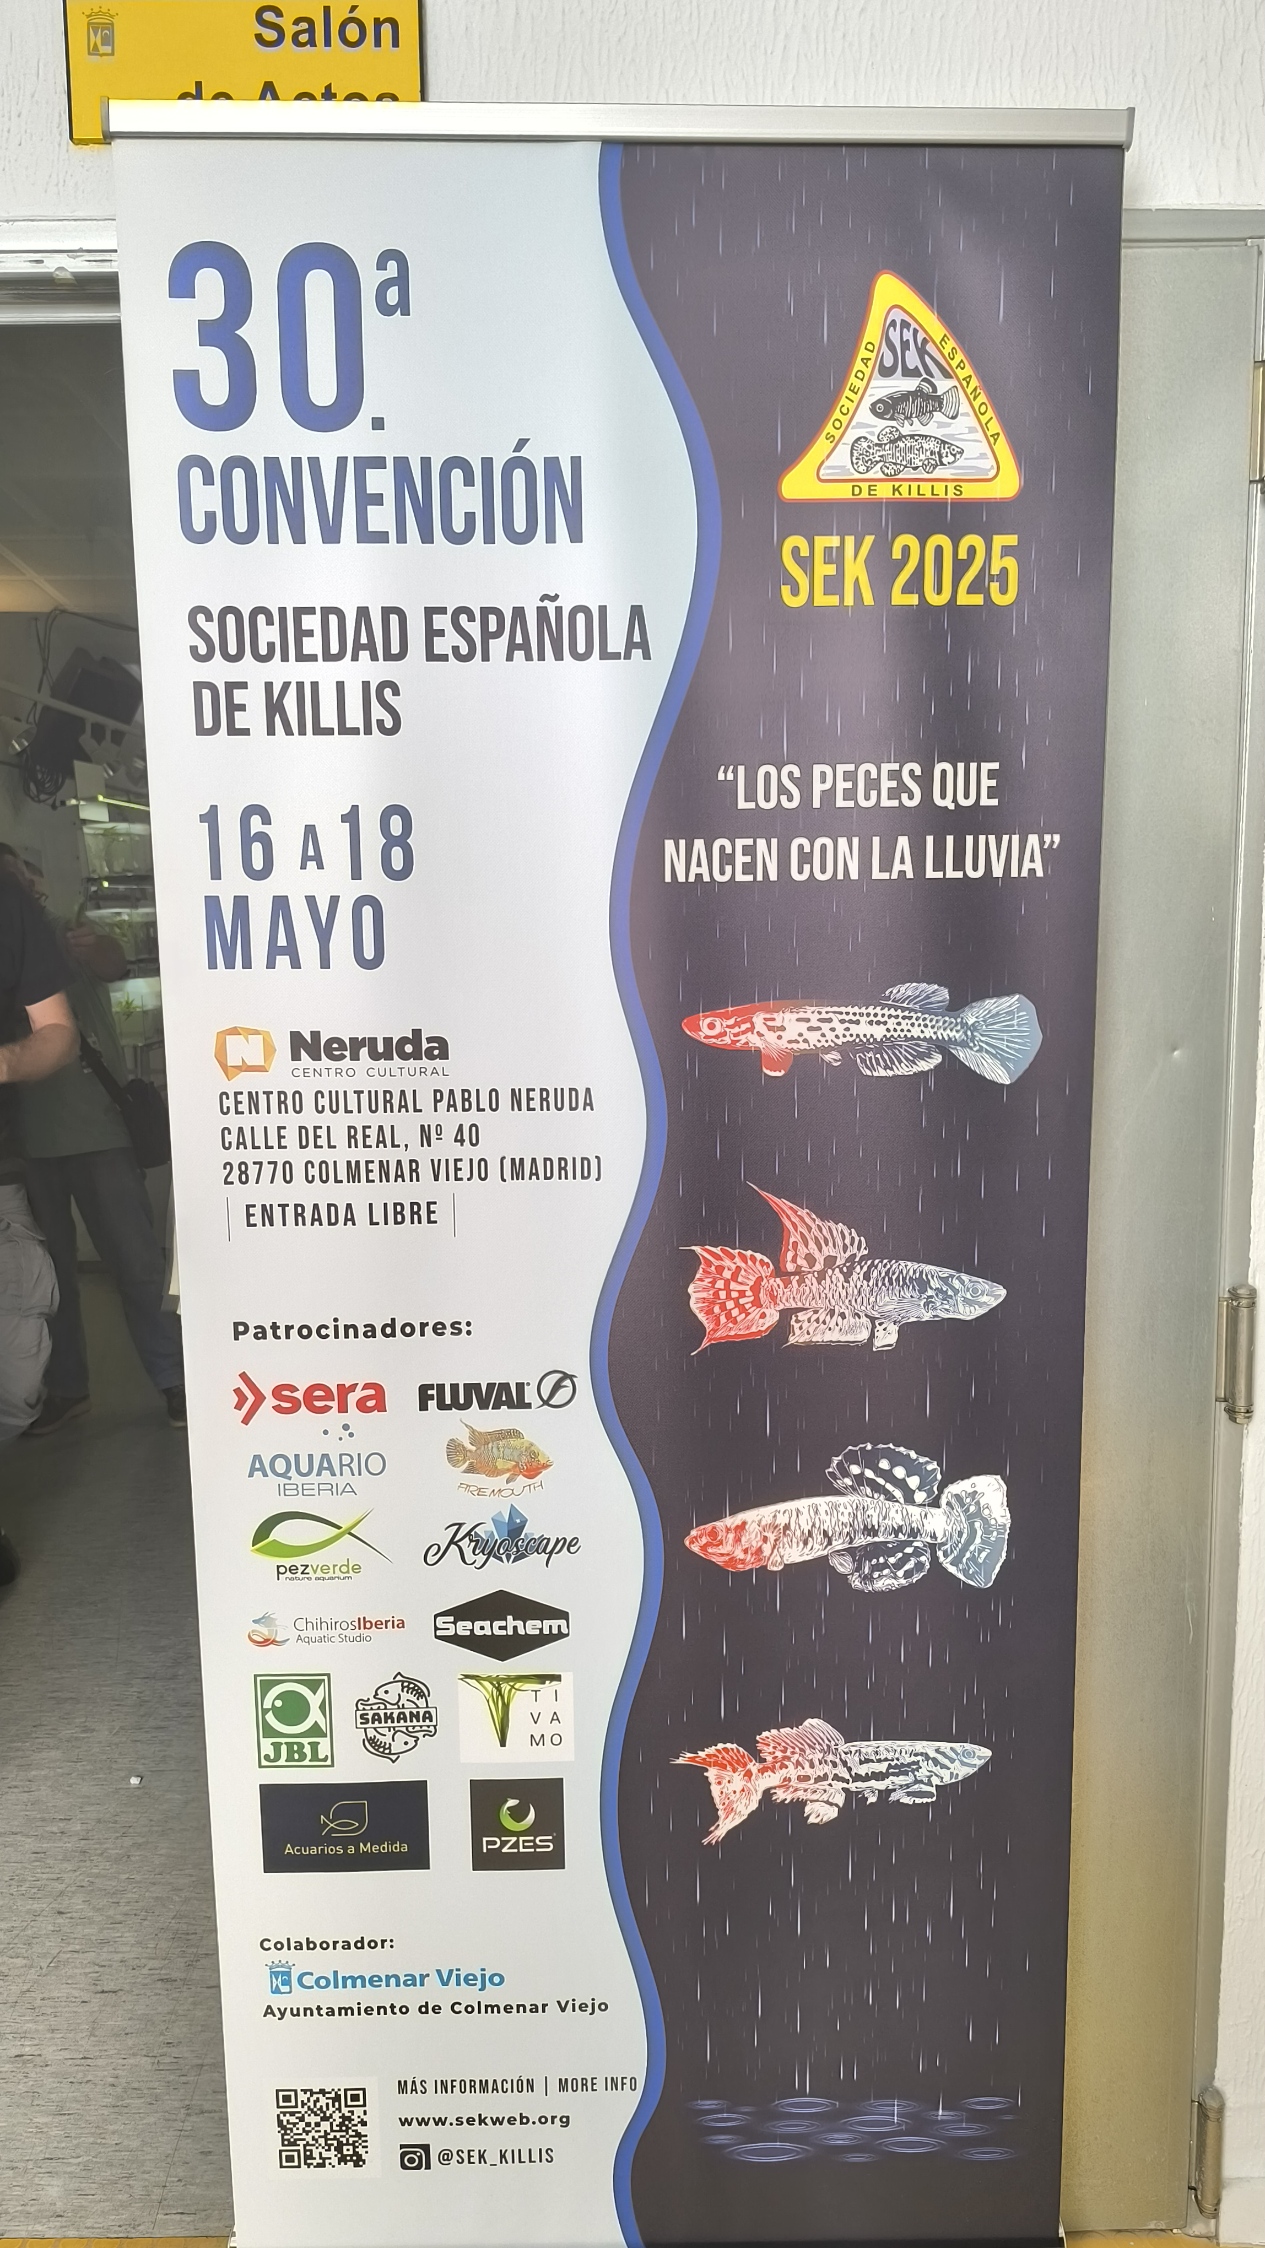 Salón
de Actos
30.ª
CONVENCIÓN
SOCIEDAD ESPAÑOLA
DE KILLIS
16 A 18
MAYO
N Neruda
CENTRO CULTURAL
CENTRO CULTURAL PABLO NERUDA
CALLE DEL REAL, Nº 40
28770 COLMENAR VIEJO (MADRID)
| ENTRADA LIBRE |
Patrocinadores:
sera
FLUVAL F
AQUARIO
IBERIA
FIREMOUTH
pezverde
nature aquarium
Kryoscape
ChihirosIberia
Aquatic Studio
Seachem
JBL
SAKANA
TI
VA
MO
Acuarios a Medida
PZES
Colaborador:
Colmenar Viejo
Ayuntamiento de Colmenar Viejo
MÁS INFORMACIÓN | MORE INFO
www.sekweb.org
@SEK_KILLIS
SEK
SOCIEDAD ESPAÑOLA
DE KILLIS
SEK 2025
“LOS PECES QUE
NACEN CON LA LLUVIA”